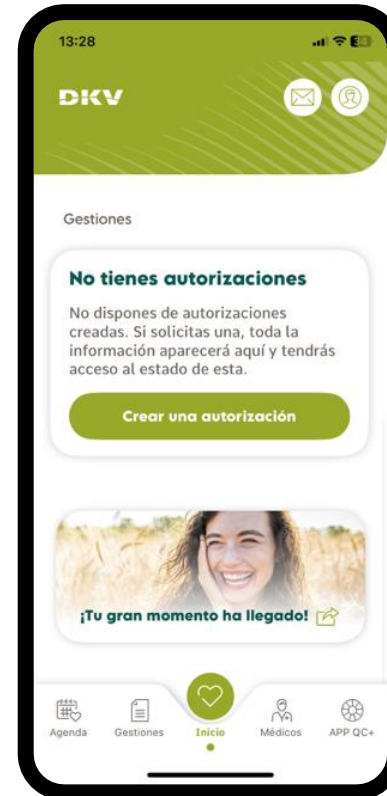 13:28
DKV
Gestiones
No tienes autorizaciones
No dispones de autorizaciones
creadas. Si solicitas una, toda la
información aparecerá aquí y tendrás
acceso al estado de esta.
Crear una autorización
¡Tu gran momento ha llegado!
Agenda Gestiones Inicio Médicos APP QC+